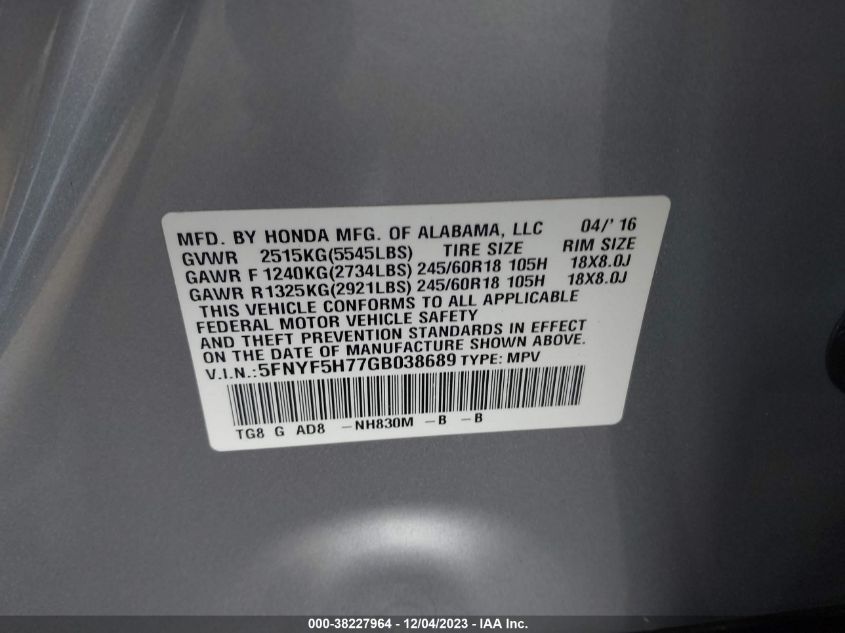 MFD. BY HONDA MFG. OF ALABAMA, LLC 04/' 16
GVWR 2515KG(5545LBS) TIRE SIZE RIM SIZE
GAWR F 1240KG(2734LBS) 245/60R18 105H 18X8.0J
GAWR R1325KG(2921LBS) 245/60R18 105H 18X8.0J
THIS VEHICLE CONFORMS TO ALL APPLICABLE
FEDERAL MOTOR VEHICLE SAFETY
AND THEFT PREVENTION STANDARDS IN EFFECT
ON THE DATE OF MANUFACTURE SHOWN ABOVE.
V.I.N.:5FNYF5H77GB038689 TYPE: MPV
TG8 G AD8 -NH830M -B -B
000-38227964 - 12/04/2023 - IAA Inc.